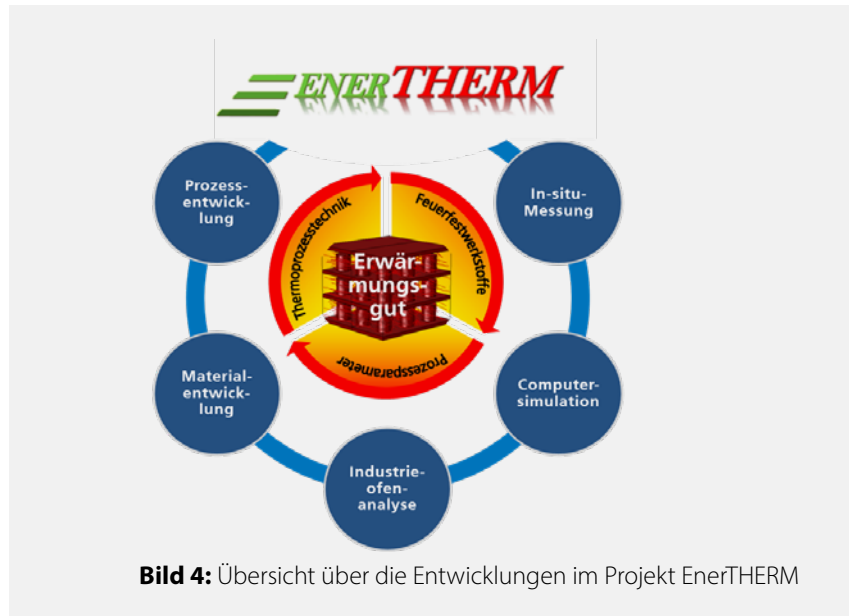 ENERTHERM
Prozess-
entwick-
lung
In-situ-
Messung
Thermoprozesstechnik
Feuerfestwerkstoffe
Erwär-
mungs-
gut
Prozessparameter
Material-
entwick-
lung
Computer-
simulation
Industrie-
ofen-
analyse
Bild 4: Übersicht über die Entwicklungen im Projekt EnerTHERM